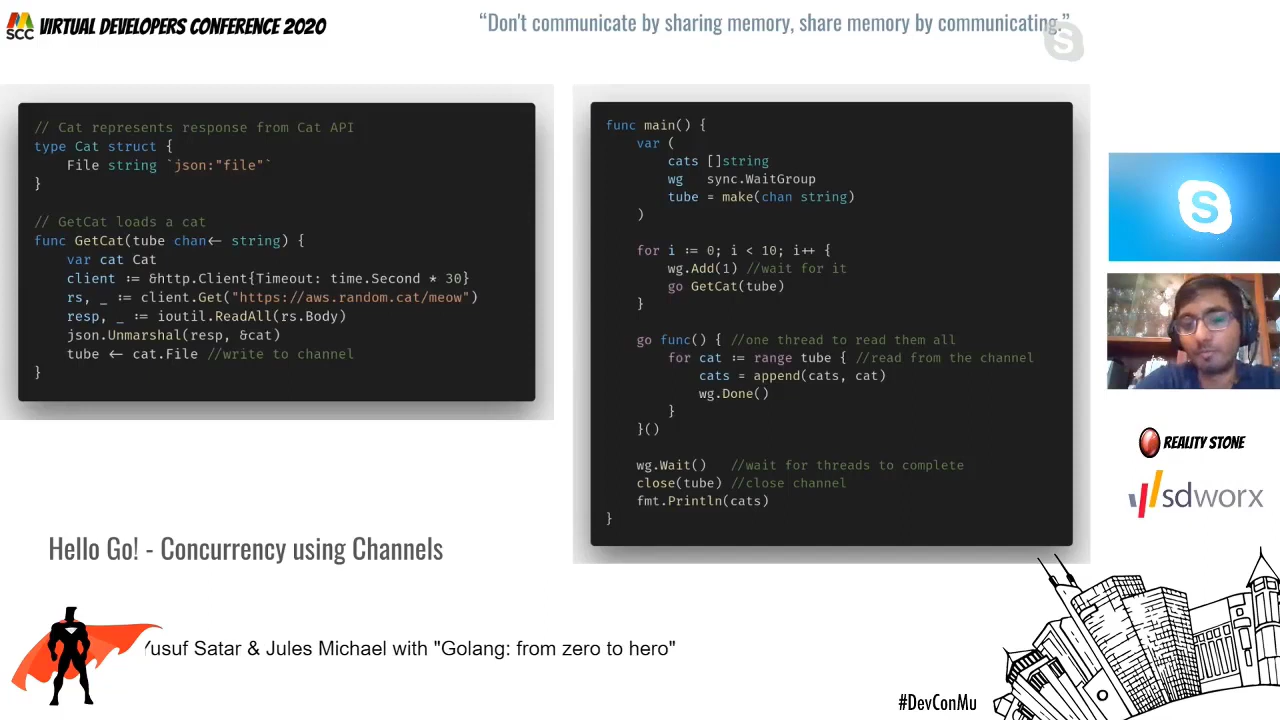 SCC VIRTUAL DEVELOPERS CONFERENCE 2020
“Don't communicate by sharing memory, share memory by communicating.”
// Cat represents response from Cat API
type Cat struct {
    File string `json:"file"`
}
// GetCat loads a cat
func GetCat(tube chan<- string) {
    var cat Cat
    client := &http.Client{Timeout: time.Second * 30}
    rs, _ := client.Get("https://aws.random.cat/meow")
    resp, _ := ioutil.ReadAll(rs.Body)
    json.Unmarshal(resp, &cat)
    tube <- cat.File //write to channel
}
func main() {
    var (
        cats []string
        wg   sync.WaitGroup
        tube = make(chan string)
    )
    for i := 0; i < 10; i++ {
        wg.Add(1) //wait for it
        go GetCat(tube)
    }
    go func() { //one thread to read them all
        for cat := range tube { //read from the channel
            cats = append(cats, cat)
            wg.Done()
        }
    }()
    wg.Wait()   //wait for threads to complete
    close(tube) //close channel
    fmt.Println(cats)
}
REALITY STONE
sdworx
Hello Go! - Concurrency using Channels
Yusuf Satar & Jules Michael with "Golang: from zero to hero"
#DevConMu